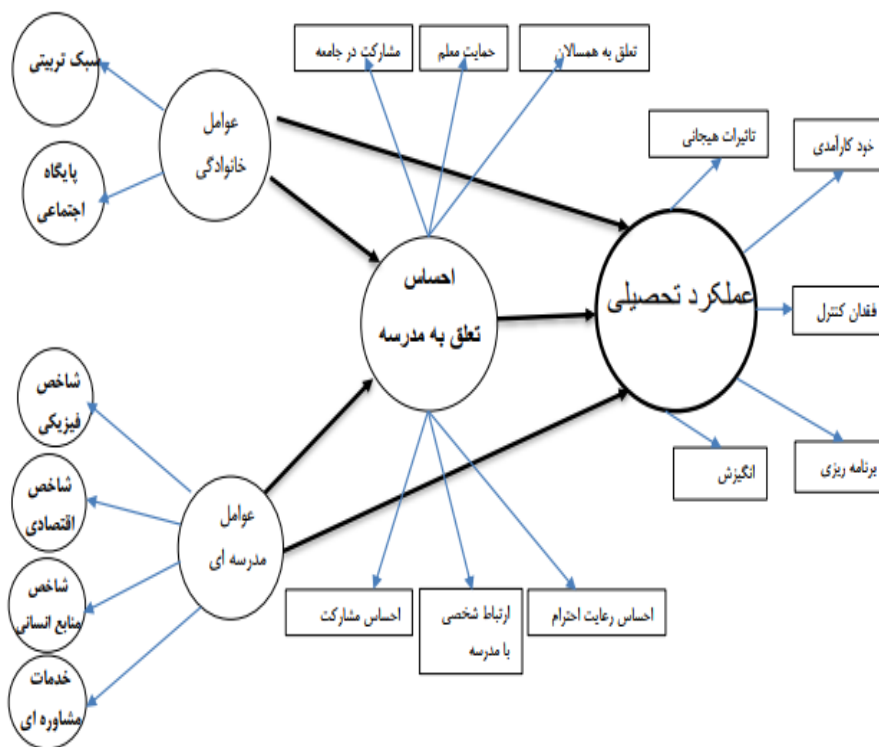 تعلق به همسالان
حمایت معلم
مشارکت در جامعه
سبک تربیتی
عوامل
خانوادگی
پایگاه
اجتماعی
تاثیرات هیجانی
خود کارآمدی
احساس
تعلق به مدرسه
عملکرد تحصیلی
فقدان کنترل
شاخص
فیزیکی
انگیزش
برنامه ریزی
شاخص
اقتصادی
عوامل
مدرسه ای
شاخص
منابع انسانی
احساس رعایت احترام
ارتباط شخصی
با مدرسه
احساس مشارکت
خدمات
مشاوره ای